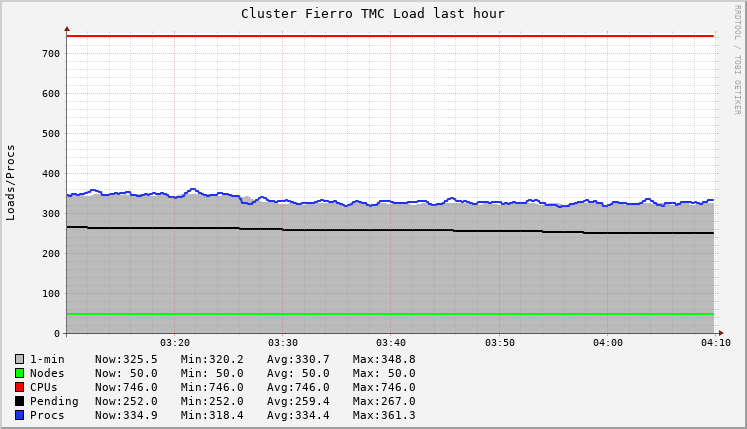 Cluster Fierro TMC Load last hour
RRDTOOL / TOBI OETIKER
Loads/Procs
700
600
500
400
300
200
100
0
03:20 03:30 03:40 03:50 04:00 04:10
1-min Now:325.5 Min:320.2 Avg:330.7 Max:348.8
Nodes Now: 50.0 Min: 50.0 Avg: 50.0 Max: 50.0
CPUs Now:746.0 Min:746.0 Avg:746.0 Max:746.0
Pending Now:252.0 Min:252.0 Avg:259.4 Max:267.0
Procs Now:334.9 Min:318.4 Avg:334.4 Max:361.3